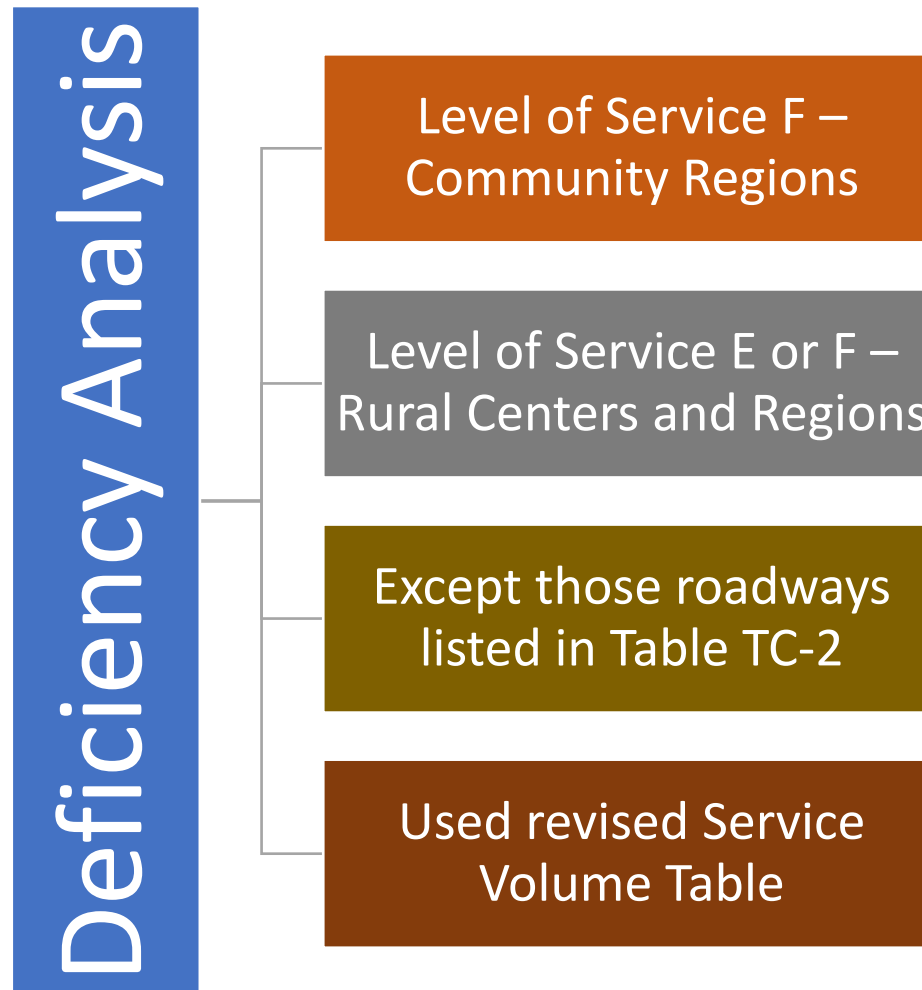 Deficiency Analysis
Level of Service F –
Community Regions
Level of Service E or F –
Rural Centers and Regions
Except those roadways
listed in Table TC-2
Used revised Service
Volume Table